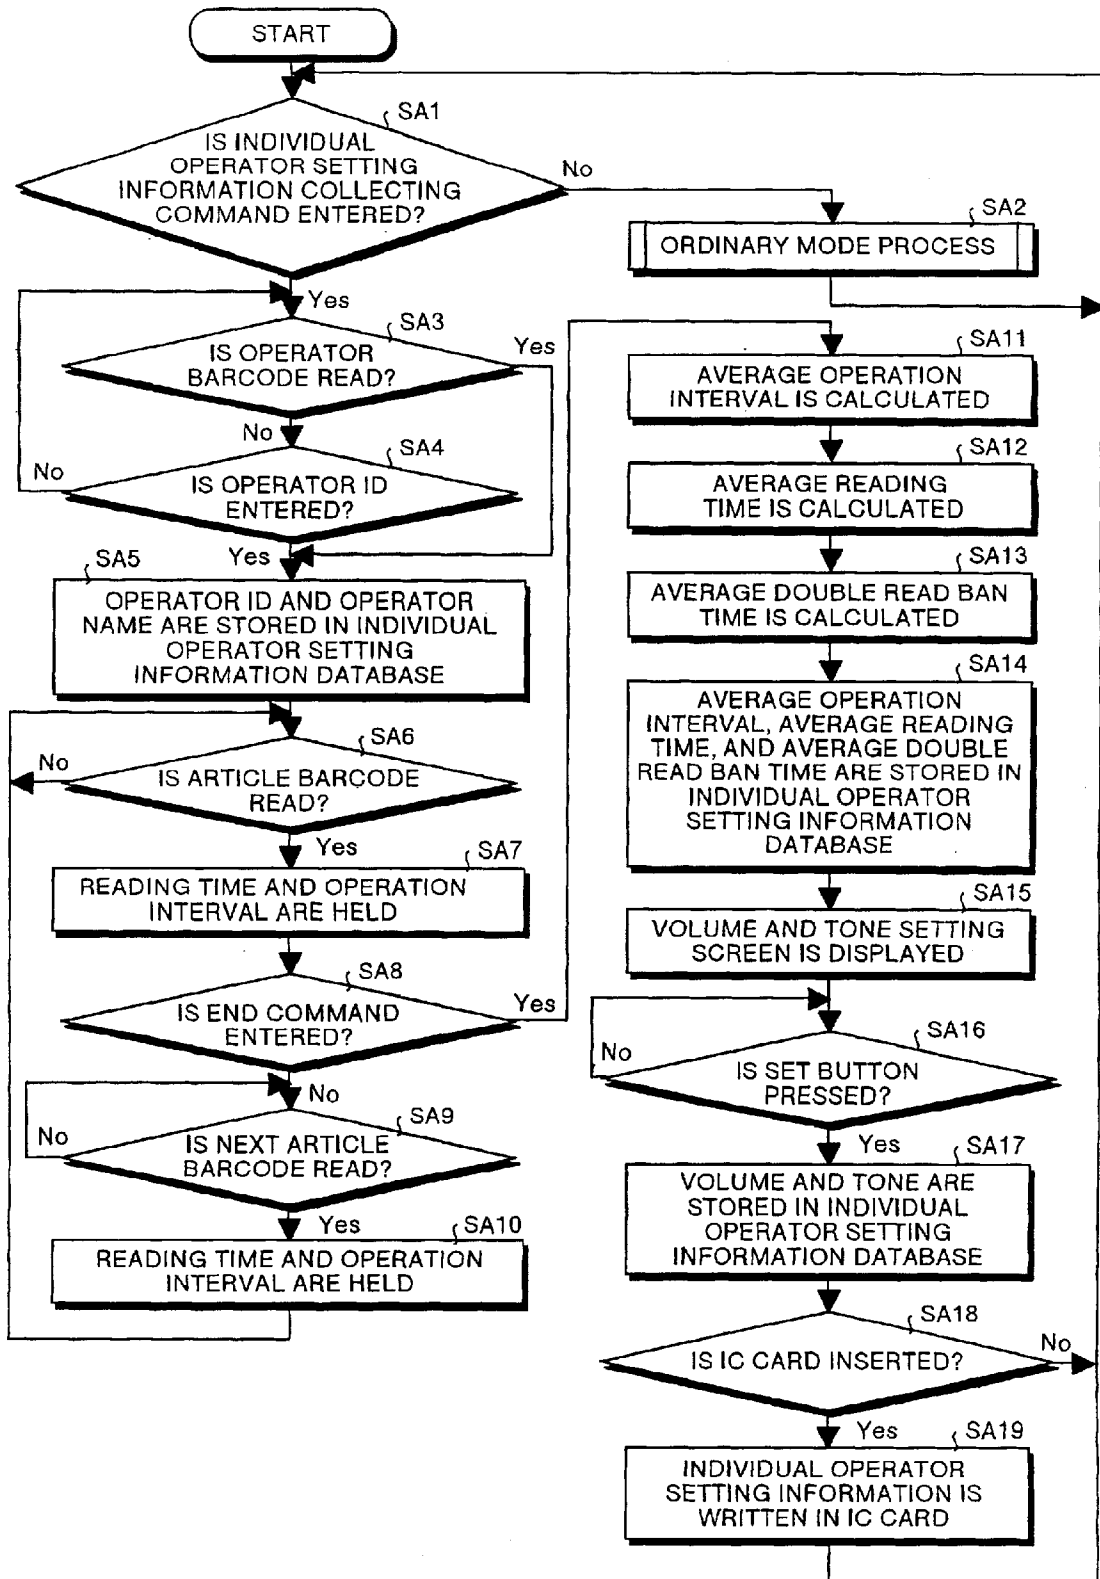 START
SA1
IS INDIVIDUAL
OPERATOR SETTING
INFORMATION COLLECTING
COMMAND ENTERED?
No
Yes
SA2
ORDINARY MODE PROCESS
SA3
IS OPERATOR
BARCODE READ?
Yes
No
SA4
IS OPERATOR ID
ENTERED?
No
Yes
SA5
OPERATOR ID AND OPERATOR
NAME ARE STORED IN INDIVIDUAL
OPERATOR SETTING
INFORMATION DATABASE
SA6
IS ARTICLE BARCODE
READ?
No
Yes
SA7
READING TIME AND OPERATION
INTERVAL ARE HELD
SA8
IS END COMMAND
ENTERED?
Yes
No
SA9
IS NEXT ARTICLE
BARCODE READ?
No
Yes
SA10
READING TIME AND OPERATION
INTERVAL ARE HELD
SA11
AVERAGE OPERATION
INTERVAL IS CALCULATED
SA12
AVERAGE READING
TIME IS CALCULATED
SA13
AVERAGE DOUBLE READ BAN
TIME IS CALCULATED
SA14
AVERAGE OPERATION
INTERVAL, AVERAGE READING
TIME, AND AVERAGE DOUBLE
READ BAN TIME ARE STORED IN
INDIVIDUAL OPERATOR
SETTING INFORMATION
DATABASE
SA15
VOLUME AND TONE SETTING
SCREEN IS DISPLAYED
SA16
IS SET BUTTON
PRESSED?
No
Yes
SA17
VOLUME AND TONE ARE
STORED IN INDIVIDUAL
OPERATOR SETTING
INFORMATION DATABASE
SA18
IS IC CARD INSERTED?
No
Yes
SA19
INDIVIDUAL OPERATOR
SETTING INFORMATION IS
WRITTEN IN IC CARD